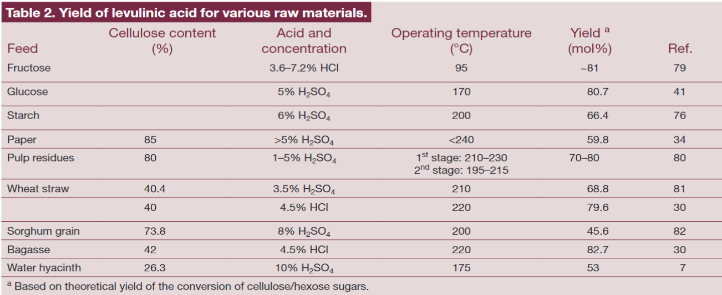 Table 2. Yield of levulinic acid for various raw materials.
Feed Cellulose content (%) Acid and concentration Operating temperature (°C) Yield ᵃ (mol%) Ref.
Fructose 3.6–7.2% HCl 95 ~81 79
Glucose 5% H₂SO₄ 170 80.7 41
Starch 6% H₂SO₄ 200 66.4 76
Paper 85 >5% H₂SO₄ <240 59.8 34
Pulp residues 80 1–5% H₂SO₄ 1ˢᵗ stage: 210–230 70–80 80
2ⁿᵈ stage: 195–215
Wheat straw 40.4 3.5% H₂SO₄ 210 68.8 81
40 4.5% HCl 220 79.6 30
Sorghum grain 73.8 8% H₂SO₄ 200 45.6 82
Bagasse 42 4.5% HCl 220 82.7 30
Water hyacinth 26.3 10% H₂SO₄ 175 53 7
ᵃ Based on theoretical yield of the conversion of cellulose/hexose sugars.